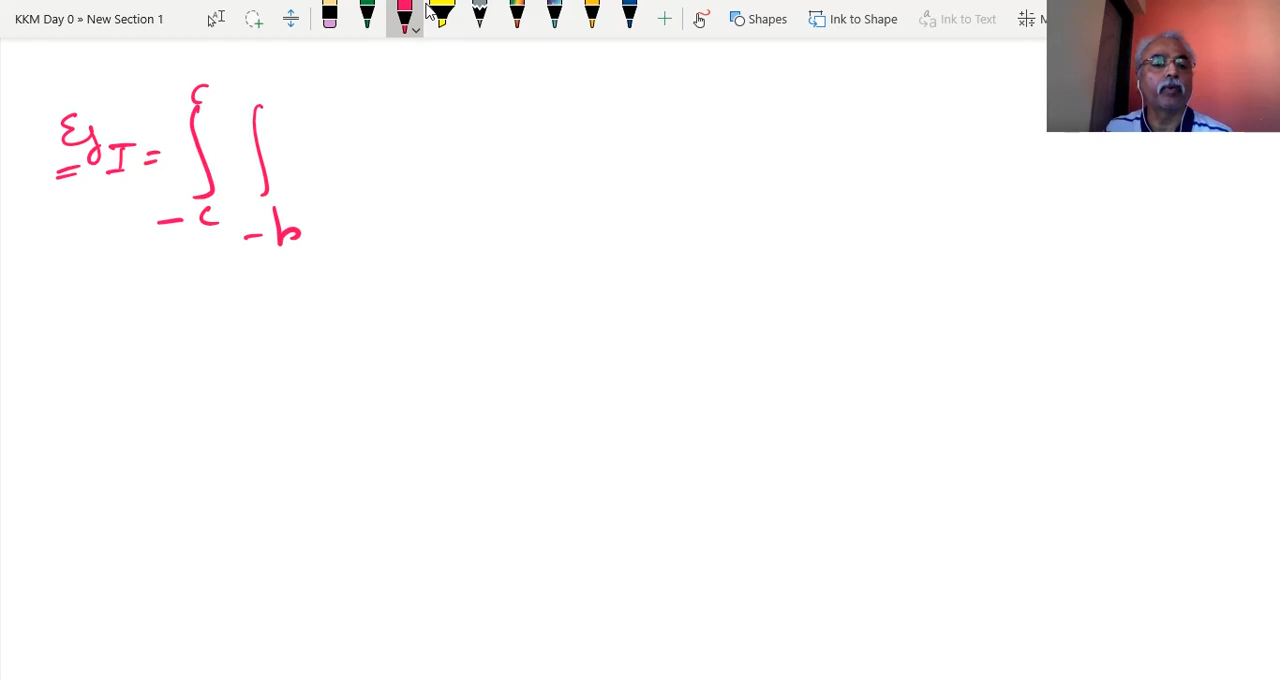 KKM Day 0 » New Section 1
Shapes
Ink to Shape
Ink to Text
M
Eg I = ∫ ∫
c
- c
- b